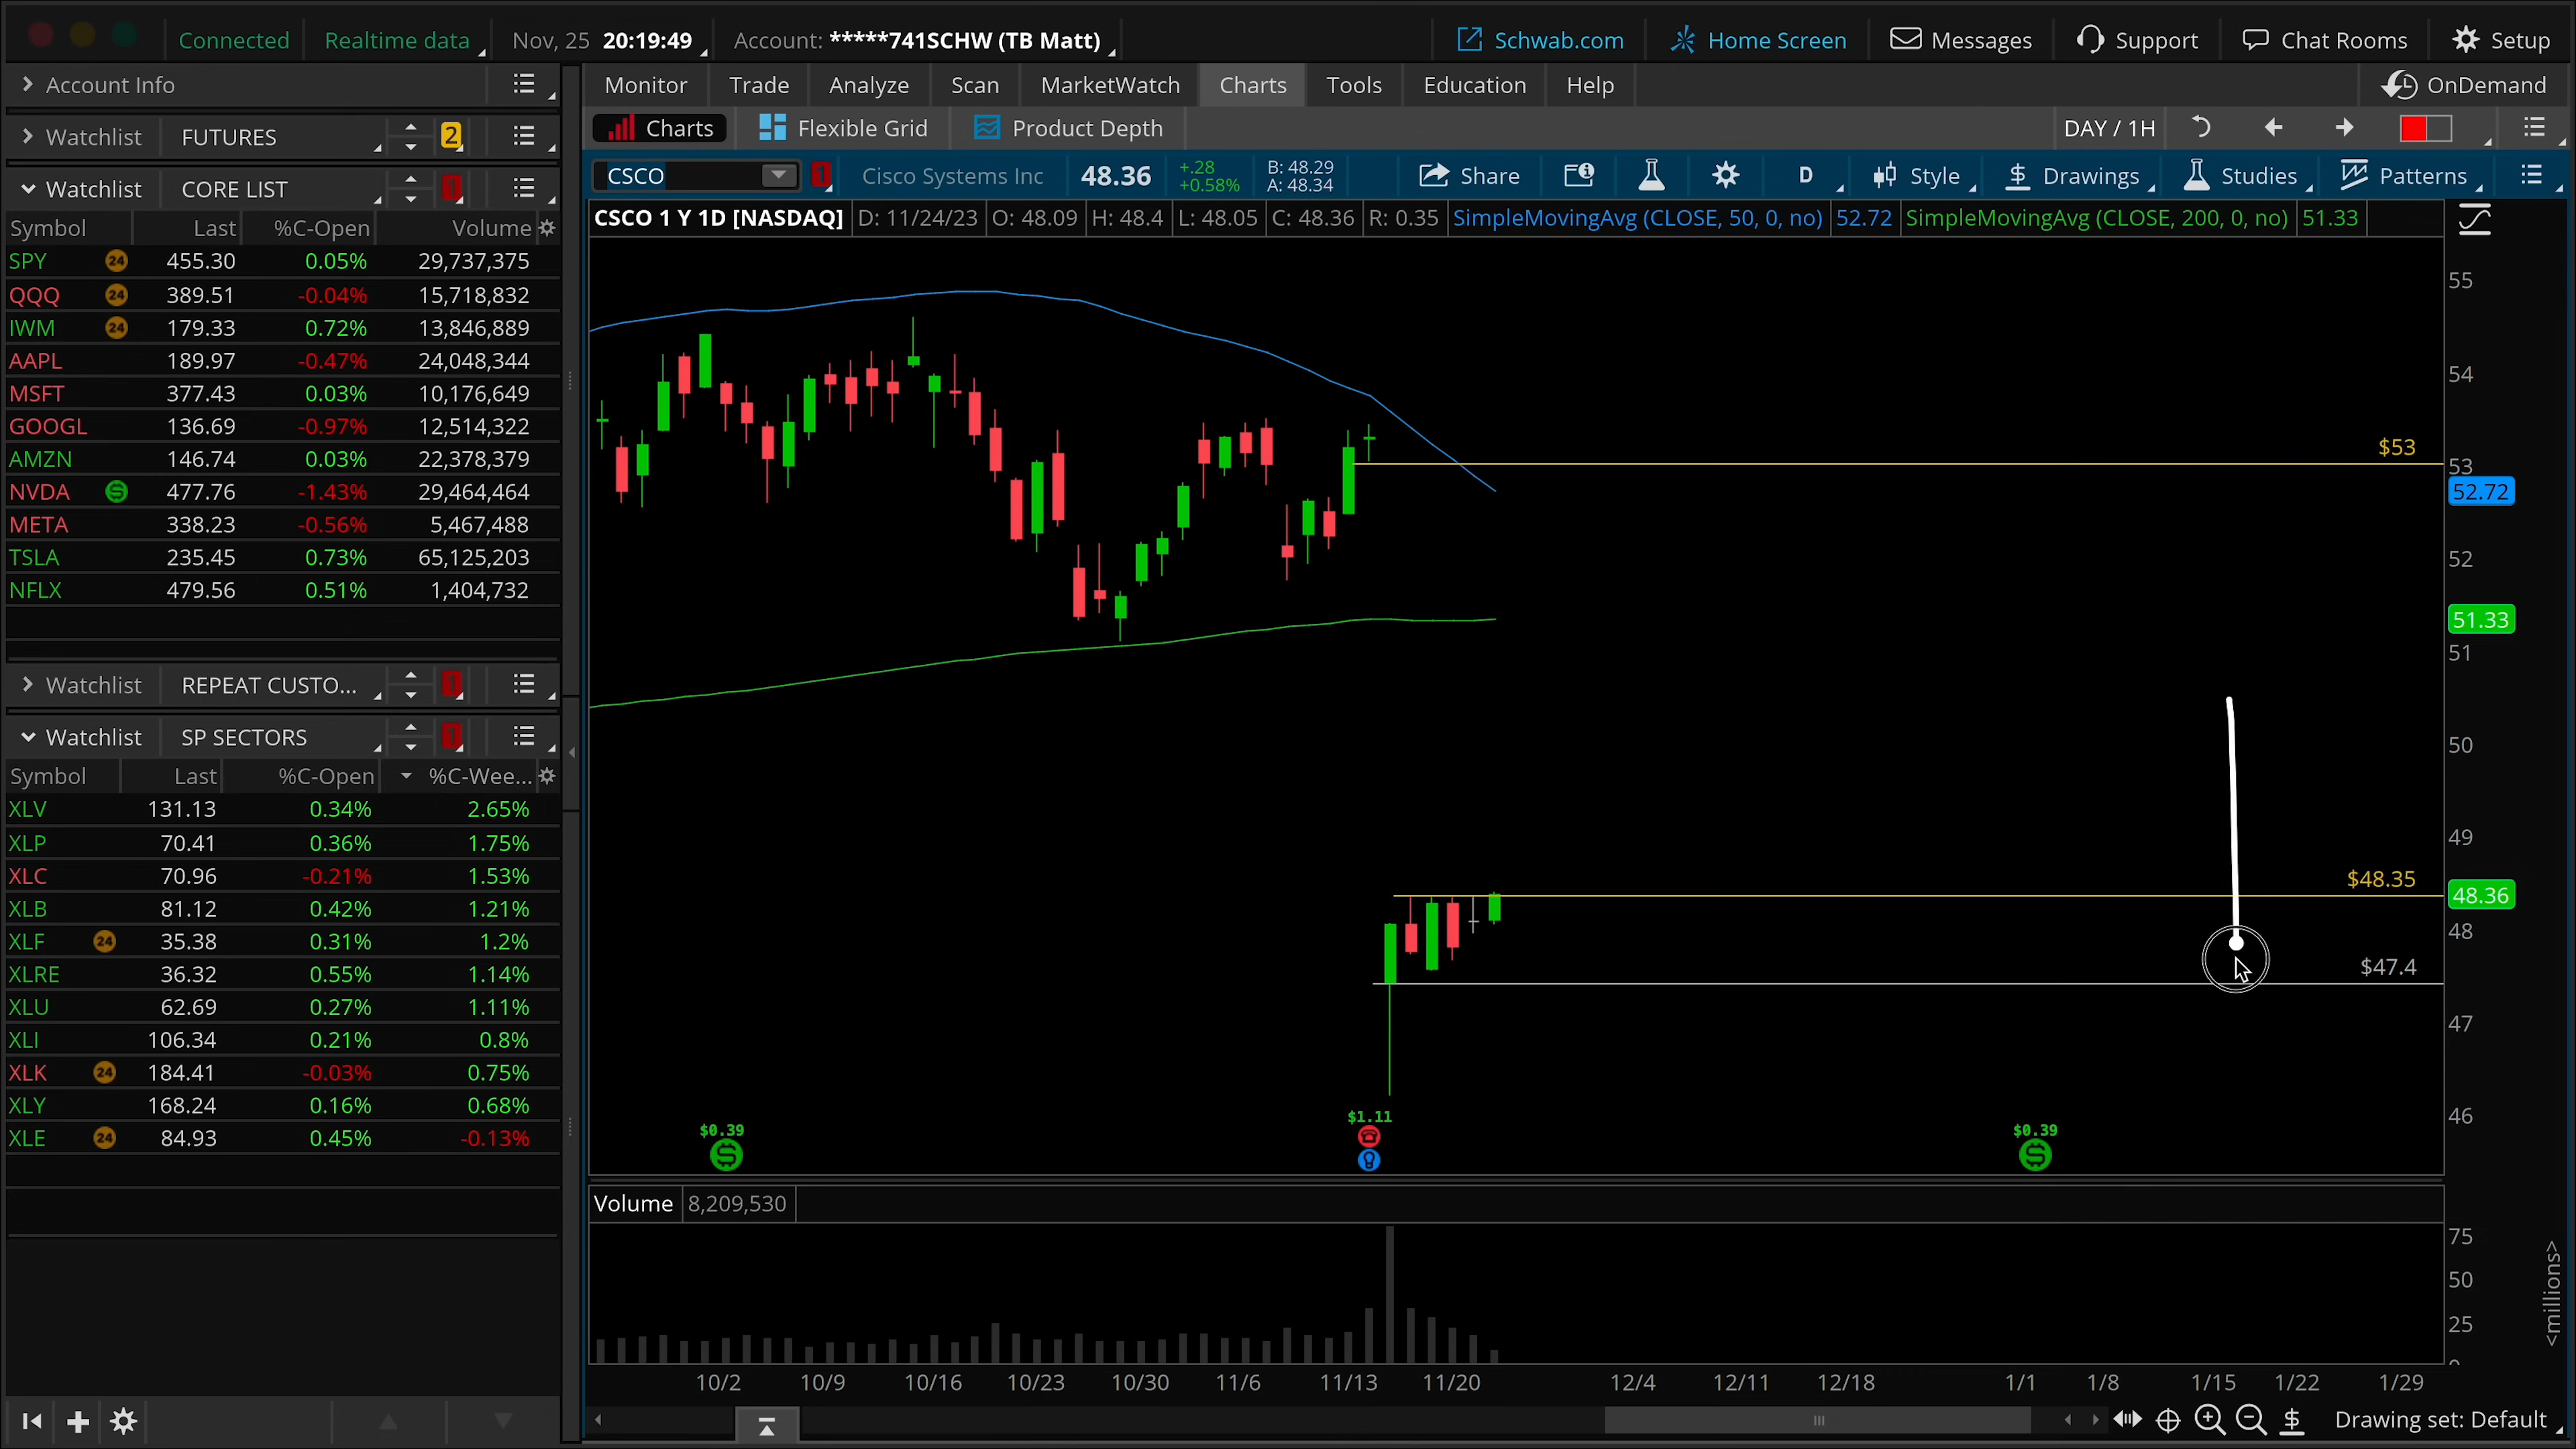 Connected Realtime data Nov, 25 20:19:49 Account: *****741SCHW (TB Matt) Schwab.com Home Screen Messages Support Chat Rooms Setup
Account Info
Monitor Trade Analyze Scan MarketWatch Charts Tools Education Help OnDemand
Watchlist FUTURES 2
Charts Flexible Grid Product Depth DAY / 1H
Watchlist CORE LIST 1
CSCO 1 Cisco Systems Inc 48.36 +.28 +0.58% B: 48.29 A: 48.34 Share D Style Drawings Studies Patterns
CSCO 1 Y 1D [NASDAQ] D: 11/24/23 O: 48.09 H: 48.4 L: 48.05 C: 48.36 R: 0.35 SimpleMovingAvg (CLOSE, 50, 0, no) 52.72 SimpleMovingAvg (CLOSE, 200, 0, no) 51.33
Symbol Last %C-Open Volume
SPY 24 455.30 0.05% 29,737,375
QQQ 24 389.51 -0.04% 15,718,832
IWM 24 179.33 0.72% 13,846,889
AAPL 189.97 -0.47% 24,048,344
MSFT 377.43 0.03% 10,176,649
GOOGL 136.69 -0.97% 12,514,322
AMZN 146.74 0.03% 22,378,379
NVDA 477.76 -1.43% 29,464,464
META 338.23 -0.56% 5,467,488
TSLA 235.45 0.73% 65,125,203
NFLX 479.56 0.51% 1,404,732
Watchlist REPEAT CUSTO... 1
Watchlist SP SECTORS 1
Symbol Last %C-Open %C-Wee...
XLV 131.13 0.34% 2.65%
XLP 70.41 0.36% 1.75%
XLC 70.96 -0.21% 1.53%
XLB 81.12 0.42% 1.21%
XLF 24 35.38 0.31% 1.2%
XLRE 36.32 0.55% 1.14%
XLU 62.69 0.27% 1.11%
XLI 106.34 0.21% 0.8%
XLK 24 184.41 -0.03% 0.75%
XLY 168.24 0.16% 0.68%
XLE 24 84.93 0.45% -0.13%
55
54
$53
53
52.72
52
51.33
51
50
49
$48.35
48.36
48
$47.4
47
46
$1.11
$0.39 $0.39
Volume 8,209,530
75
50
25
<millions>
10/2 10/9 10/16 10/23 10/30 11/6 11/13 11/20 12/4 12/11 12/18 1/1 1/8 1/15 1/22 1/29
Drawing set: Default